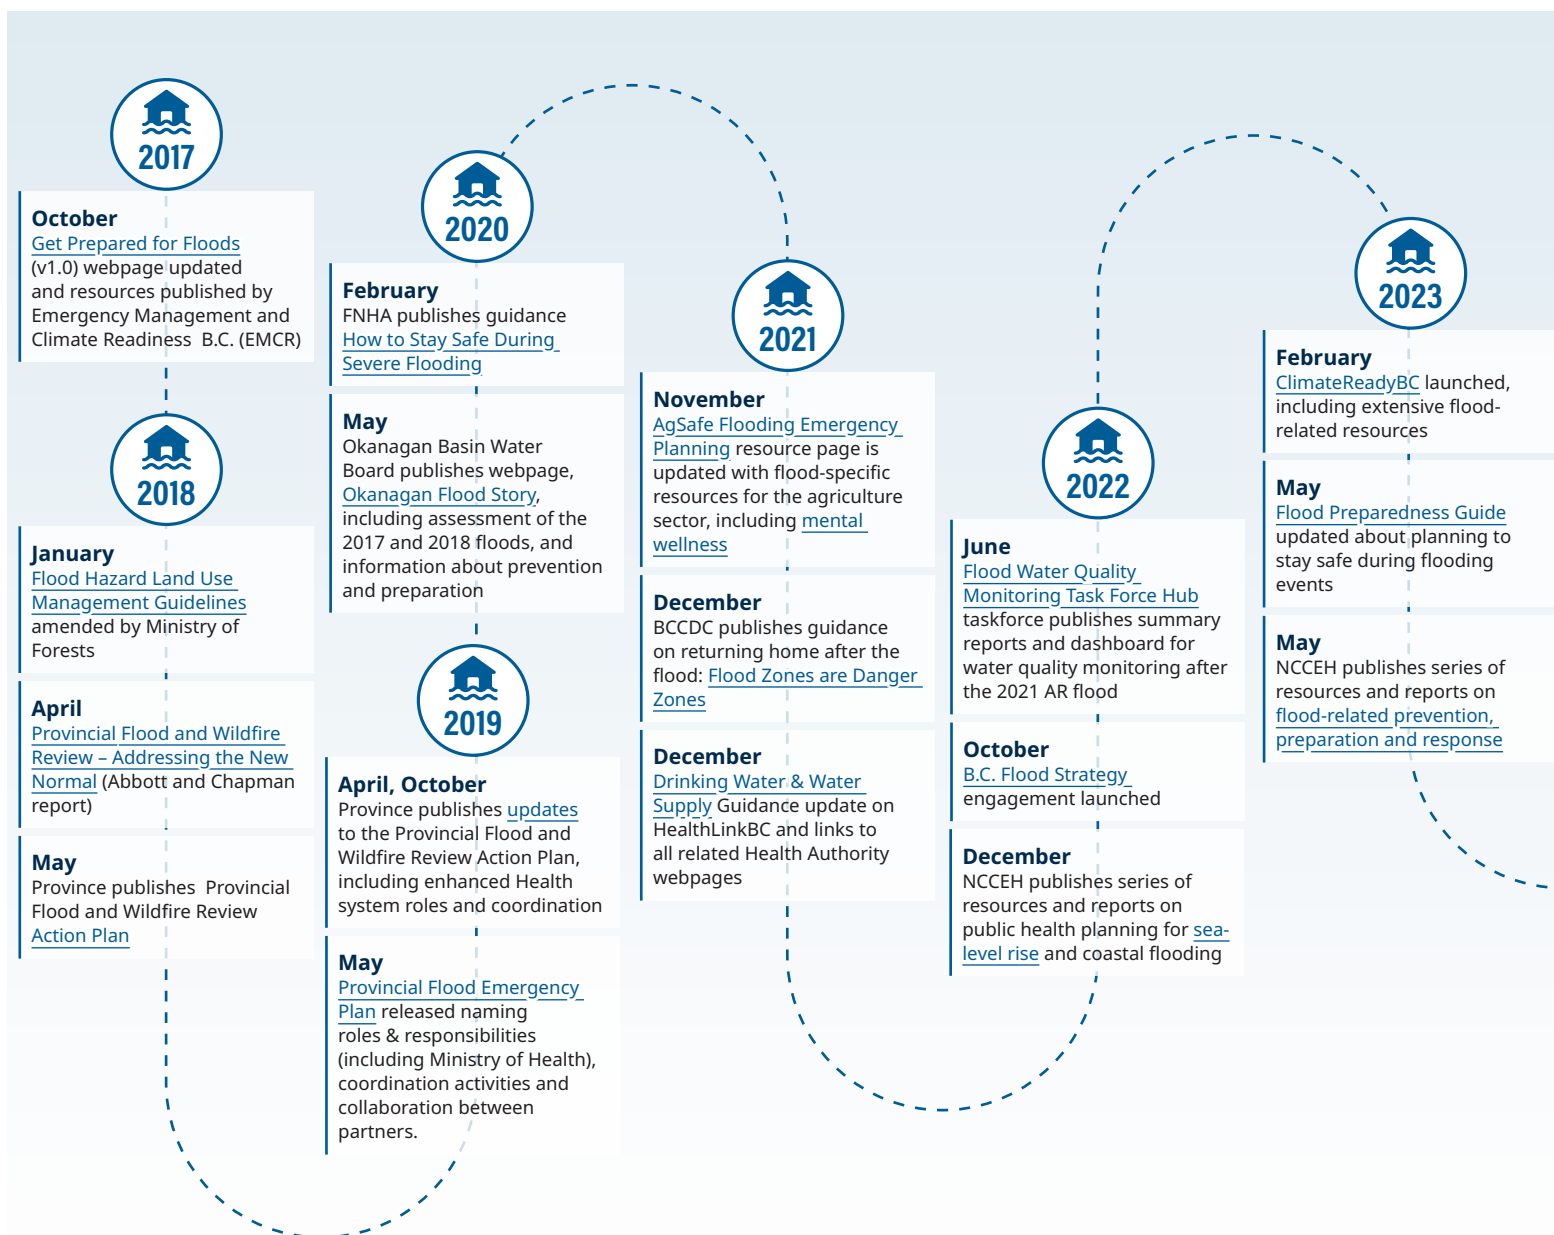 2017
October
Get Prepared for Floods
(v1.0) webpage updated
and resources published by
Emergency Management and
Climate Readiness B.C. (EMCR)
2018
January
Flood Hazard Land Use
Management Guidelines
amended by Ministry of
Forests
April
Provincial Flood and Wildfire
Review – Addressing the New
Normal (Abbott and Chapman
report)
May
Province publishes Provincial
Flood and Wildfire Review
Action Plan
2020
February
FNHA publishes guidance
How to Stay Safe During
Severe Flooding
May
Okanagan Basin Water
Board publishes webpage,
Okanagan Flood Story,
including assessment of the
2017 and 2018 floods, and
information about prevention
and preparation
2019
April, October
Province publishes updates
to the Provincial Flood and
Wildfire Review Action Plan,
including enhanced Health
system roles and coordination
May
Provincial Flood Emergency
Plan released naming
roles & responsibilities
(including Ministry of Health),
coordination activities and
collaboration between
partners.
2021
November
AgSafe Flooding Emergency
Planning resource page is
updated with flood-specific
resources for the agriculture
sector, including mental
wellness
December
BCCDC publishes guidance
on returning home after the
flood: Flood Zones are Danger
Zones
December
Drinking Water & Water
Supply Guidance update on
HealthLinkBC and links to
all related Health Authority
webpages
2022
June
Flood Water Quality
Monitoring Task Force Hub
taskforce publishes summary
reports and dashboard for
water quality monitoring after
the 2021 AR flood
October
B.C. Flood Strategy
engagement launched
December
NCCEH publishes series of
resources and reports on
public health planning for sea-
level rise and coastal flooding
2023
February
ClimateReadyBC launched,
including extensive flood-
related resources
May
Flood Preparedness Guide
updated about planning to
stay safe during flooding
events
May
NCCEH publishes series of
resources and reports on
flood-related prevention,
preparation and response